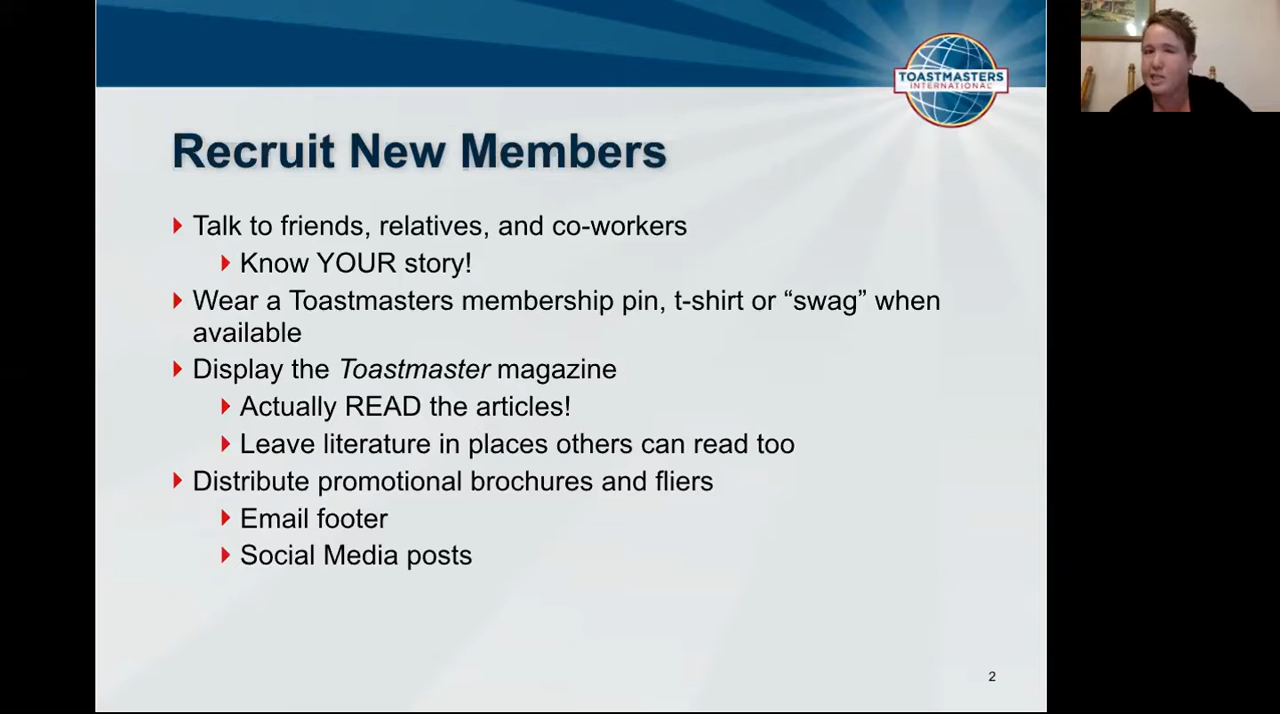 TOASTMASTERS
INTERNATIONAL
Recruit New Members
Talk to friends, relatives, and co-workers
Know YOUR story!
Wear a Toastmasters membership pin, t-shirt or “swag” when
available
Display the Toastmaster magazine
Actually READ the articles!
Leave literature in places others can read too
Distribute promotional brochures and fliers
Email footer
Social Media posts
2